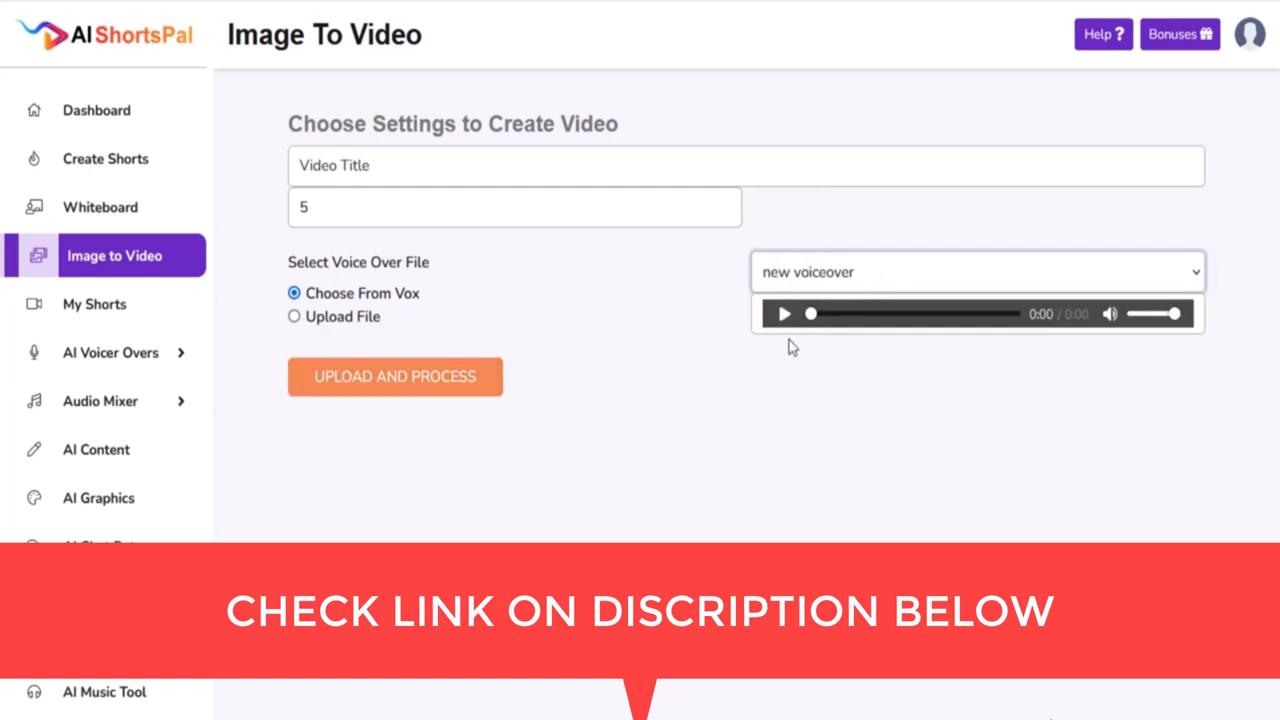 AI ShortsPal
Image To Video
Help ?
Bonuses
Dashboard
Create Shorts
Whiteboard
Image to Video
My Shorts
AI Voicer Overs
Audio Mixer
AI Content
AI Graphics
Choose Settings to Create Video
Video Title
5
Select Voice Over File
Choose From Vox
Upload File
new voiceover
0:00 / 0:00
UPLOAD AND PROCESS
CHECK LINK ON DISCRIPTION BELOW
AI Music Tool